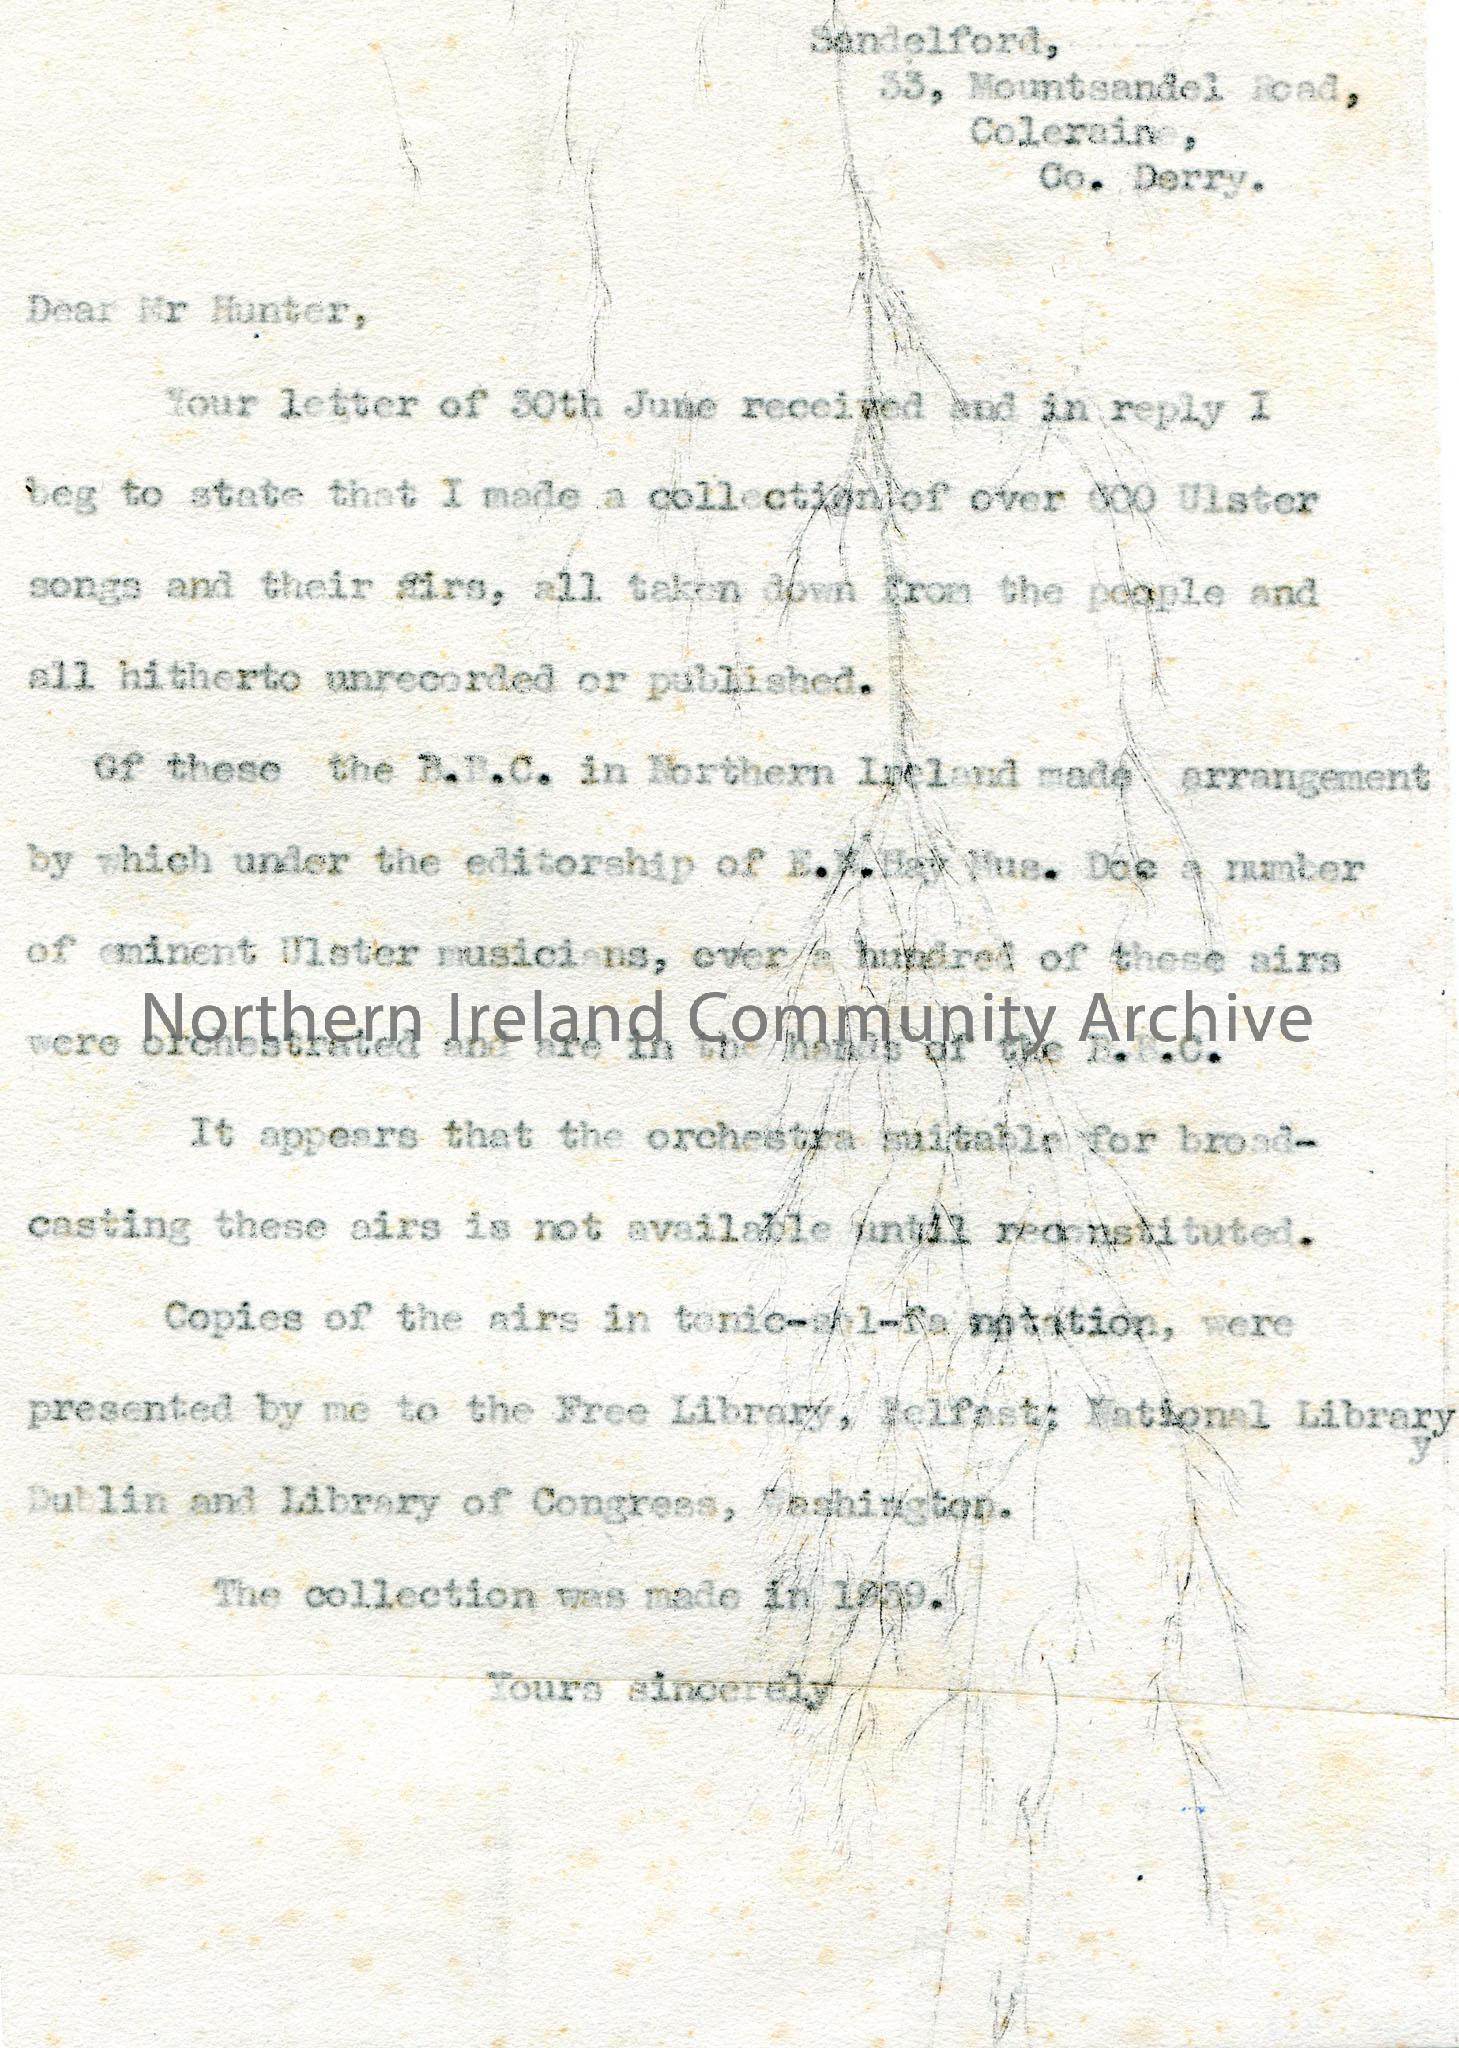 Sandelford,
33, Mountsandel Road,
Coleraine,
Co. Derry.
Dear Mr Hunter,
Your letter of 30th June received and in reply I
beg to state that I made a collection of over 600 Ulster
songs and their airs, all taken down from the people and
all hitherto unrecorded or published.
Of these the B.B.C. in Northern Ireland made arrangement
by which under the editorship of E.N.Hay Mus. Doc a number
of eminent Ulster musicians, over a hundred of these airs
Northern Ireland Community Archive
were orchestrated and are in the hands of the B.B.C.
It appears that the orchestra suitable for broad-
casting these airs is not available until reconstituted.
Copies of the airs in tonic-sol-fa notation, were
presented by me to the Free Library, Belfast; National Library
y
Dublin and Library of Congress, Washington.
The collection was made in 1939.
Yours sincerely